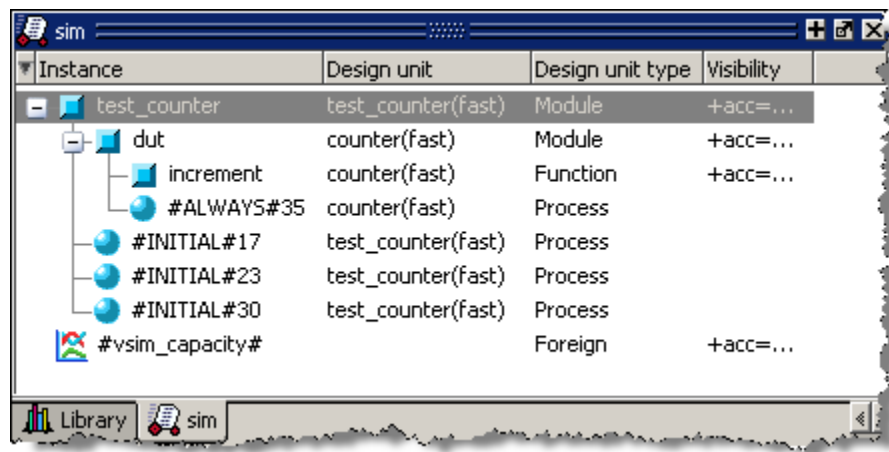 sim
Instance Design unit Design unit type Visibility
test_counter test_counter(fast) Module +acc=...
dut counter(fast) Module +acc=...
increment counter(fast) Function +acc=...
#ALWAYS#35 counter(fast) Process
#INITIAL#17 test_counter(fast) Process
#INITIAL#23 test_counter(fast) Process
#INITIAL#30 test_counter(fast) Process
#vsim_capacity# Foreign +acc=...
Library sim